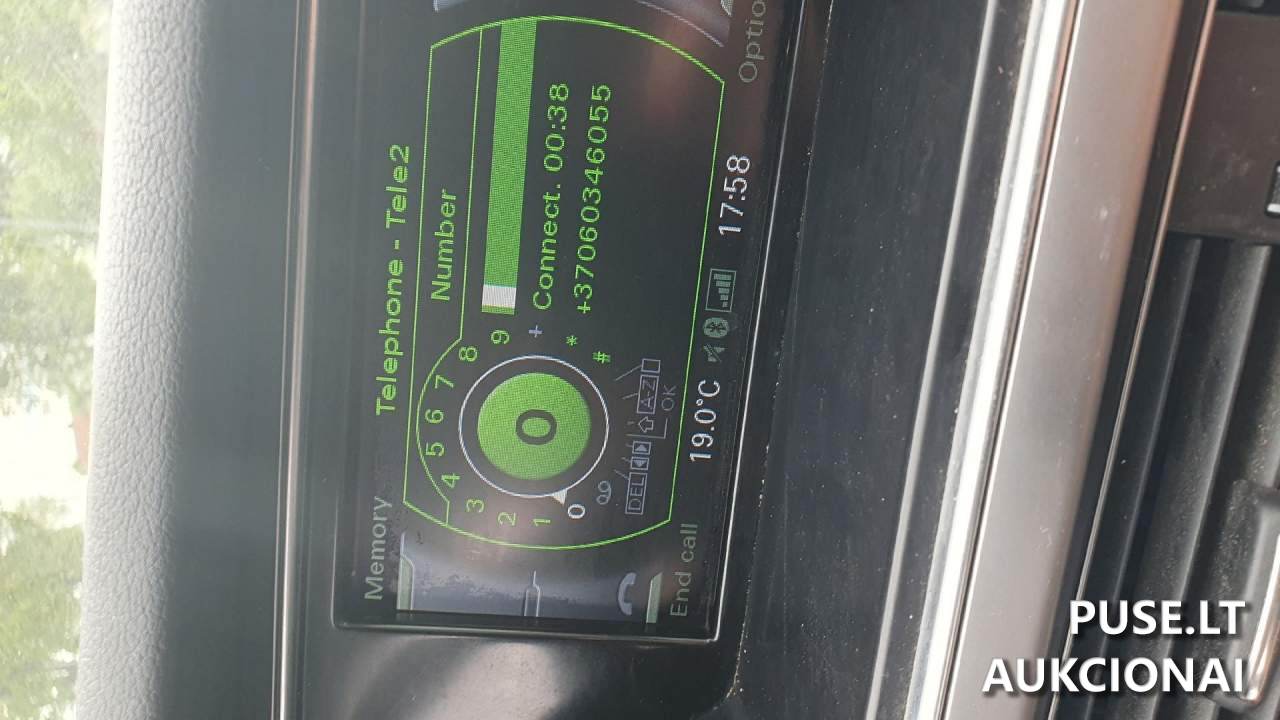 Memory
Telephone - Tele2
Number
0
0
1
2
3
4
5
6
7
8
9
+
*
#
Connect. 00:38
+37060346055
DEL
A-Z
OK
End call
19.0°C
17:58
Optio
PUSE.LT
AUKCIONAI